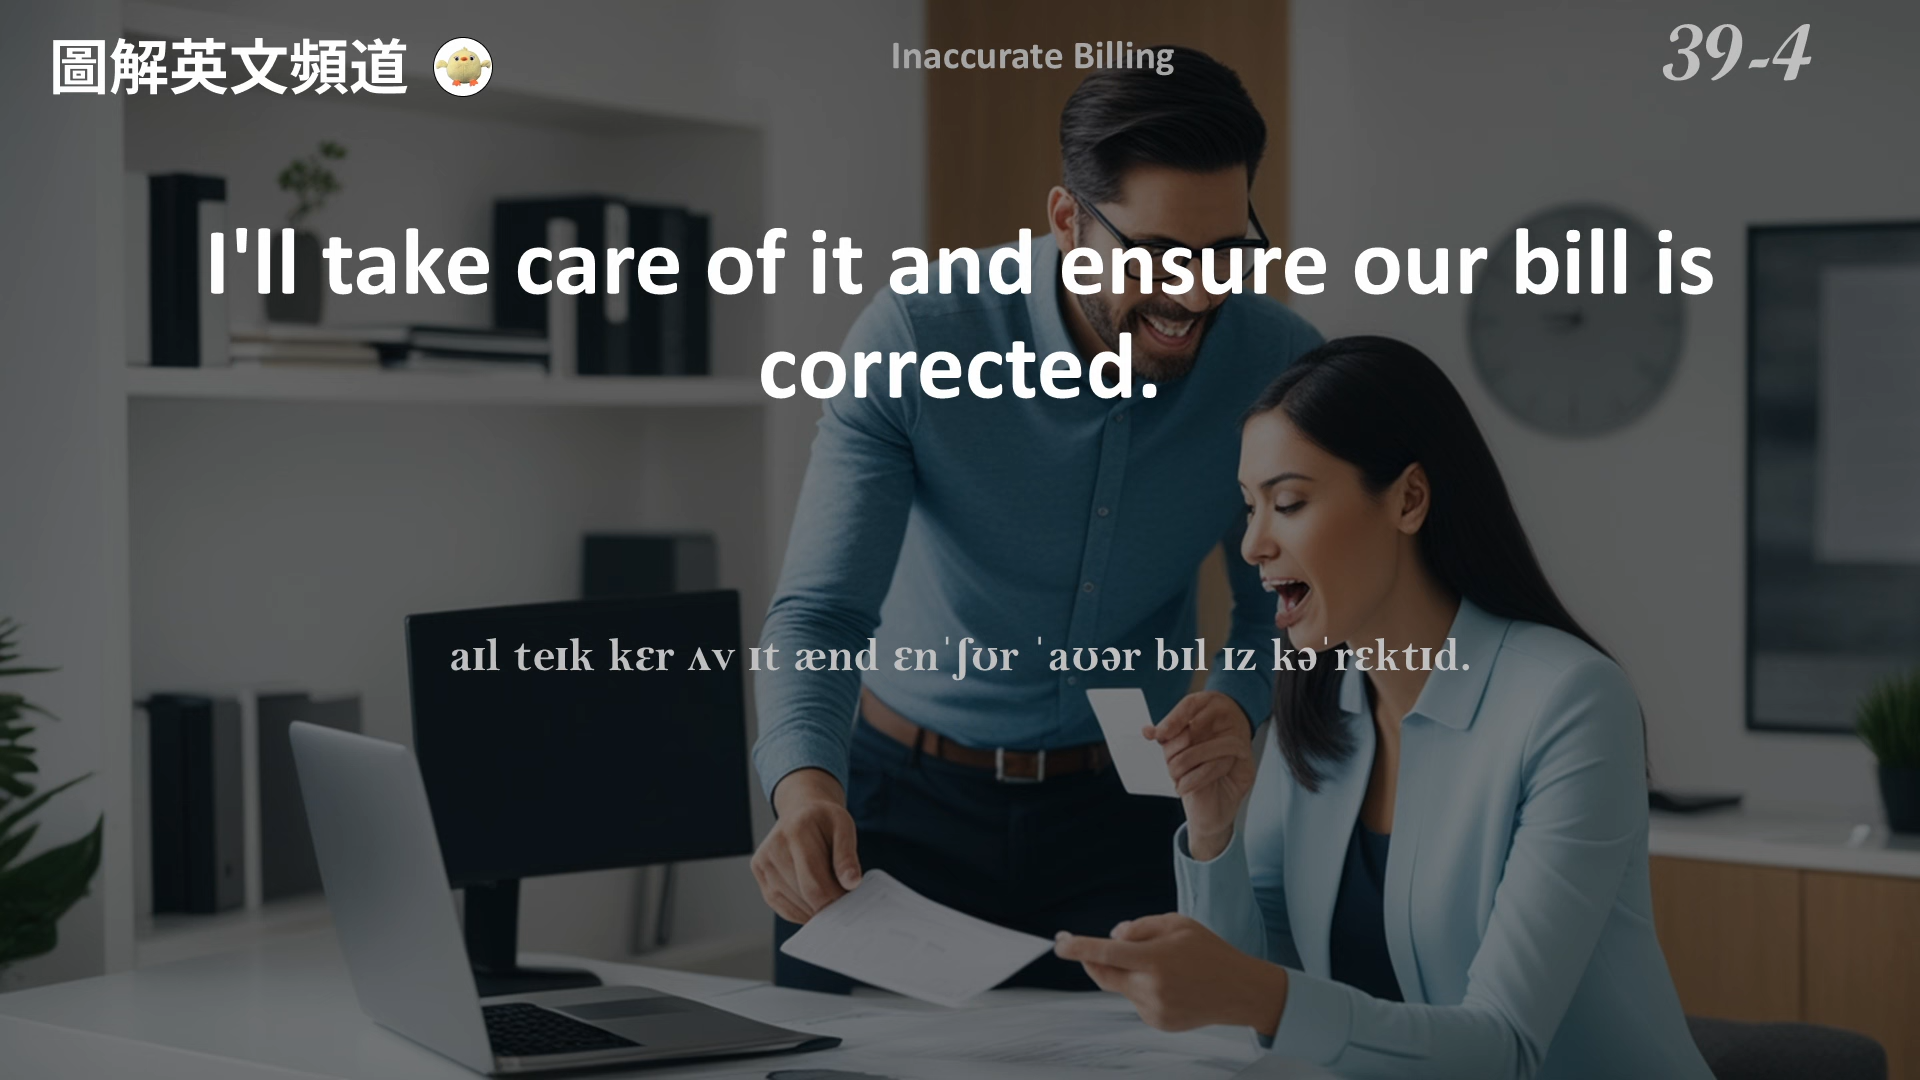 圖解英文頻道
Inaccurate Billing
39-4
I'll take care of it and ensure our bill is
corrected.
aɪl teɪk kɛr ʌv ɪt ænd ɛnˈʃʊr ˈaʊər bɪl ɪz kəˈrɛktɪd.